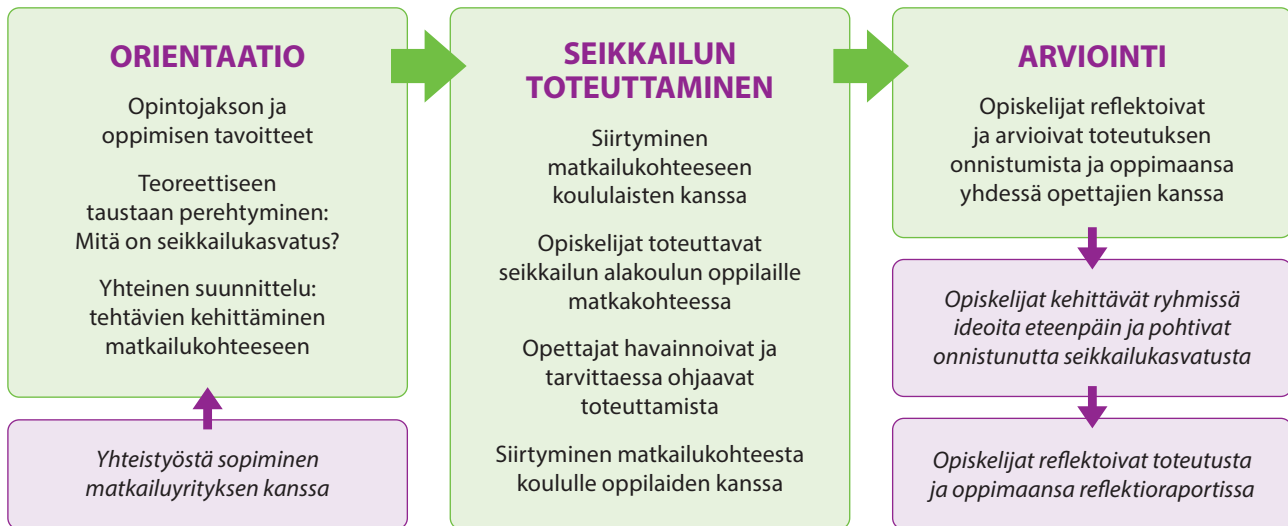 ORIENTAATIO
Opintojakson ja
oppimisen tavoitteet
Teoreettiseen
taustaan perehtyminen:
Mitä on seikkailukasvatus?
Yhteinen suunnittelu:
tehtävien kehittäminen
matkailukohteeseen
Yhteistyöstä sopiminen
matkailuyrityksen kanssa
SEIKKAILUN
TOTEUTTAMINEN
Siirtyminen
matkailukohteeseen
koululaisten kanssa
Opiskelijat toteuttavat
seikkailun alakoulun oppilaille
matkakohteessa
Opettajat havainnoivat ja
tarvittaessa ohjaavat
toteuttamista
Siirtyminen matkailukohteesta
koululle oppilaiden kanssa
ARVIOINTI
Opiskelijat reflektoivat
ja arvioivat toteutuksen
onnistumista ja oppimaansa
yhdessä opettajien kanssa
Opiskelijat kehittävät ryhmissä
ideoita eteenpäin ja pohtivat
onnistunutta seikkailukasvatusta
Opiskelijat reflektoivat toteutusta
ja oppimaansa reflektioraportissa